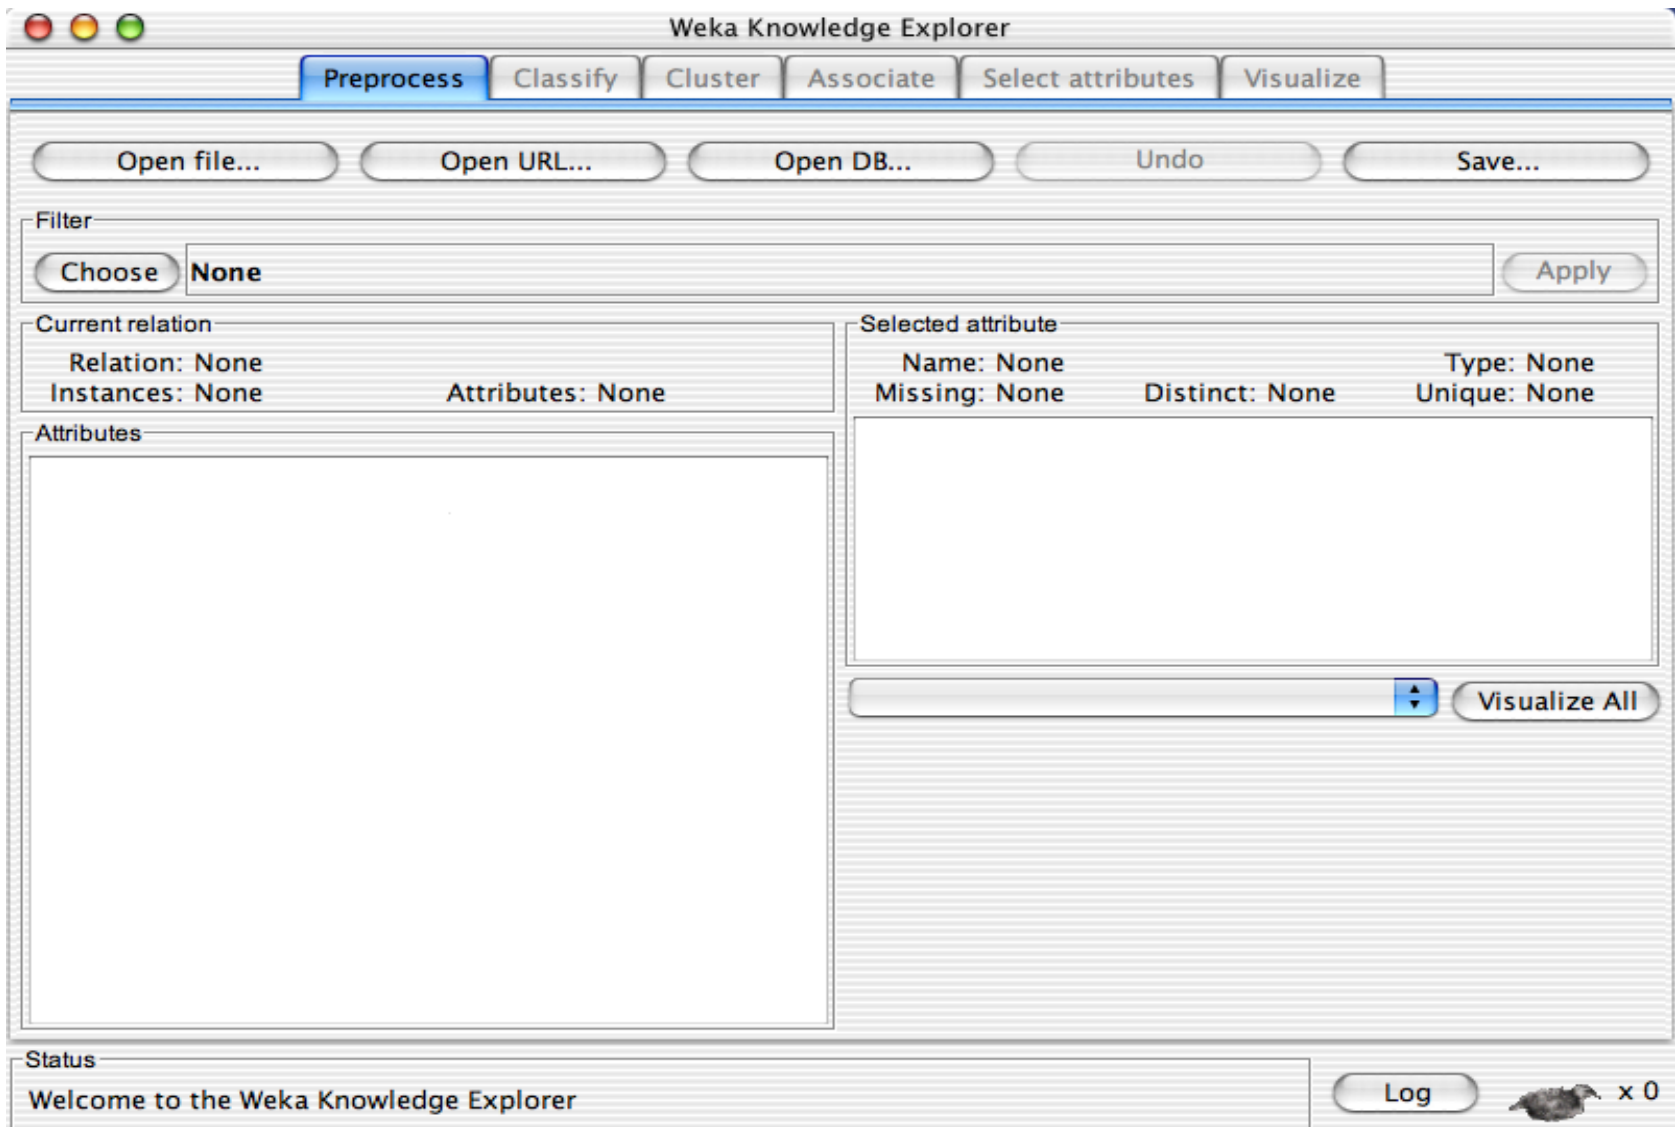 Weka Knowledge Explorer
Preprocess Classify Cluster Associate Select attributes Visualize
Open file... Open URL... Open DB... Undo Save...
Filter
Choose None Apply
Current relation
Relation: None
Instances: None Attributes: None
Attributes
Selected attribute
Name: None Type: None
Missing: None Distinct: None Unique: None
Visualize All
Status
Welcome to the Weka Knowledge Explorer
Log x 0